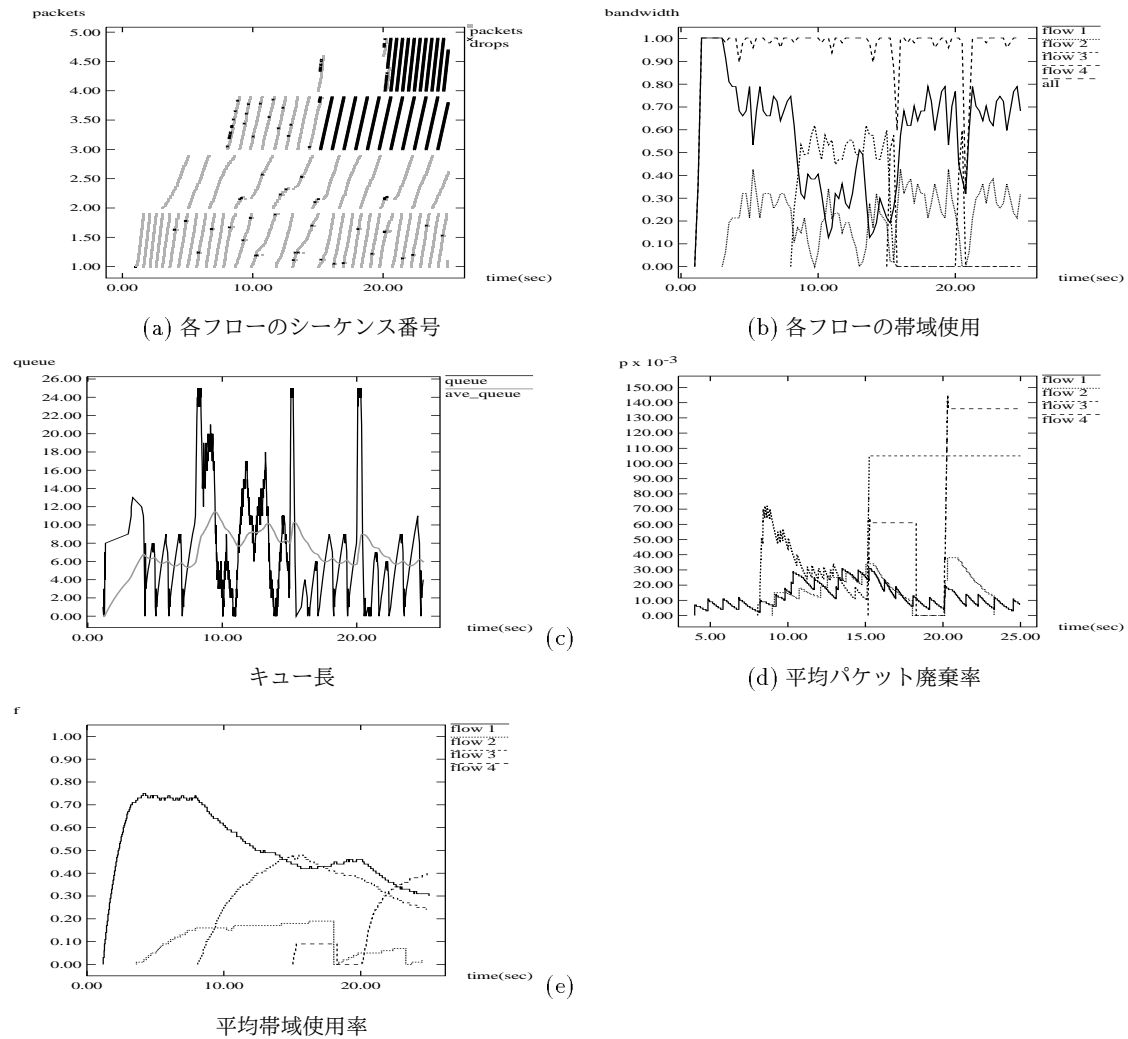 packets
5.00
4.50
4.00
3.50
3.00
2.50
2.00
1.50
1.00
0.00
10.00
20.00
time(sec)
packets
drops
(a) 各フローのシーケンス番号
bandwidth
1.00
0.90
0.80
0.70
0.60
0.50
0.40
0.30
0.20
0.10
0.00
0.00
10.00
20.00
time(sec)
flow 1
flow 2
flow 3
flow 4
all
(b) 各フローの帯域使用
queue
26.00
24.00
22.00
20.00
18.00
16.00
14.00
12.00
10.00
8.00
6.00
4.00
2.00
0.00
0.00
10.00
20.00
time(sec)
queue
ave_queue
(c)
キュー長
p x 10-3
150.00
140.00
130.00
120.00
110.00
100.00
90.00
80.00
70.00
60.00
50.00
40.00
30.00
20.00
10.00
0.00
5.00
10.00
15.00
20.00
25.00
time(sec)
flow 1
flow 2
flow 3
flow 4
(d) 平均パケット廃棄率
f
1.00
0.90
0.80
0.70
0.60
0.50
0.40
0.30
0.20
0.10
0.00
0.00
10.00
20.00
time(sec)
flow 1
flow 2
flow 3
flow 4
(e)
平均帯域使用率